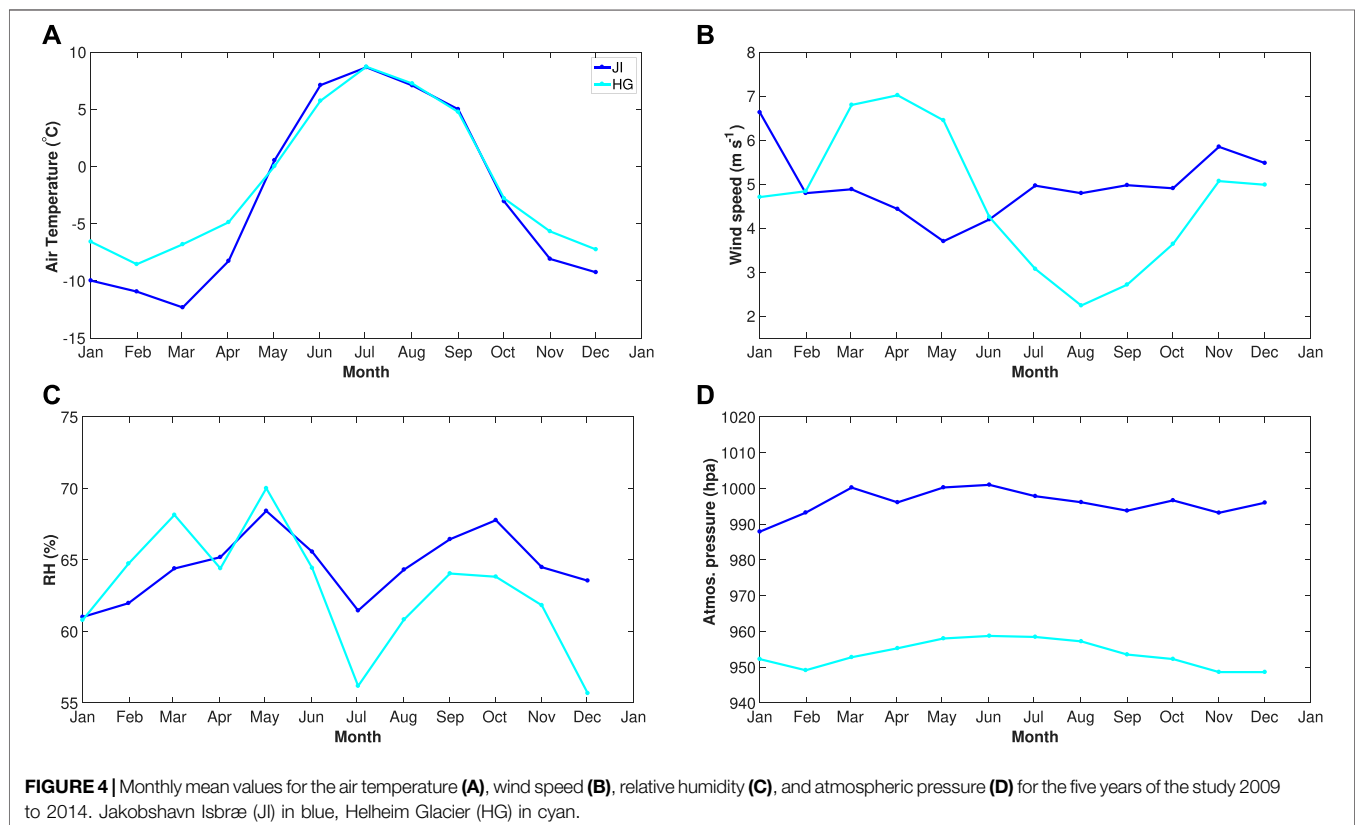 A
10
5
0
-5
-10
-15
Air Temperature (°C)
JI
HG
Jan Feb Mar Apr May Jun Jul Aug Sep Oct Nov Dec Jan
Month
B
8
7
6
5
4
3
2
Wind speed (m s-1)
Jan Feb Mar Apr May Jun Jul Aug Sep Oct Nov Dec Jan
Month
C
75
70
65
60
55
RH (%)
Jan Feb Mar Apr May Jun Jul Aug Sep Oct Nov Dec Jan
Month
D
1020
1010
1000
990
980
970
960
950
940
Atmos. pressure (hpa)
Jan Feb Mar Apr May Jun Jul Aug Sep Oct Nov Dec Jan
Month
FIGURE 4 | Monthly mean values for the air temperature (A), wind speed (B), relative humidity (C), and atmospheric pressure (D) for the five years of the study 2009
to 2014. Jakobshavn Isbræ (JI) in blue, Helheim Glacier (HG) in cyan.